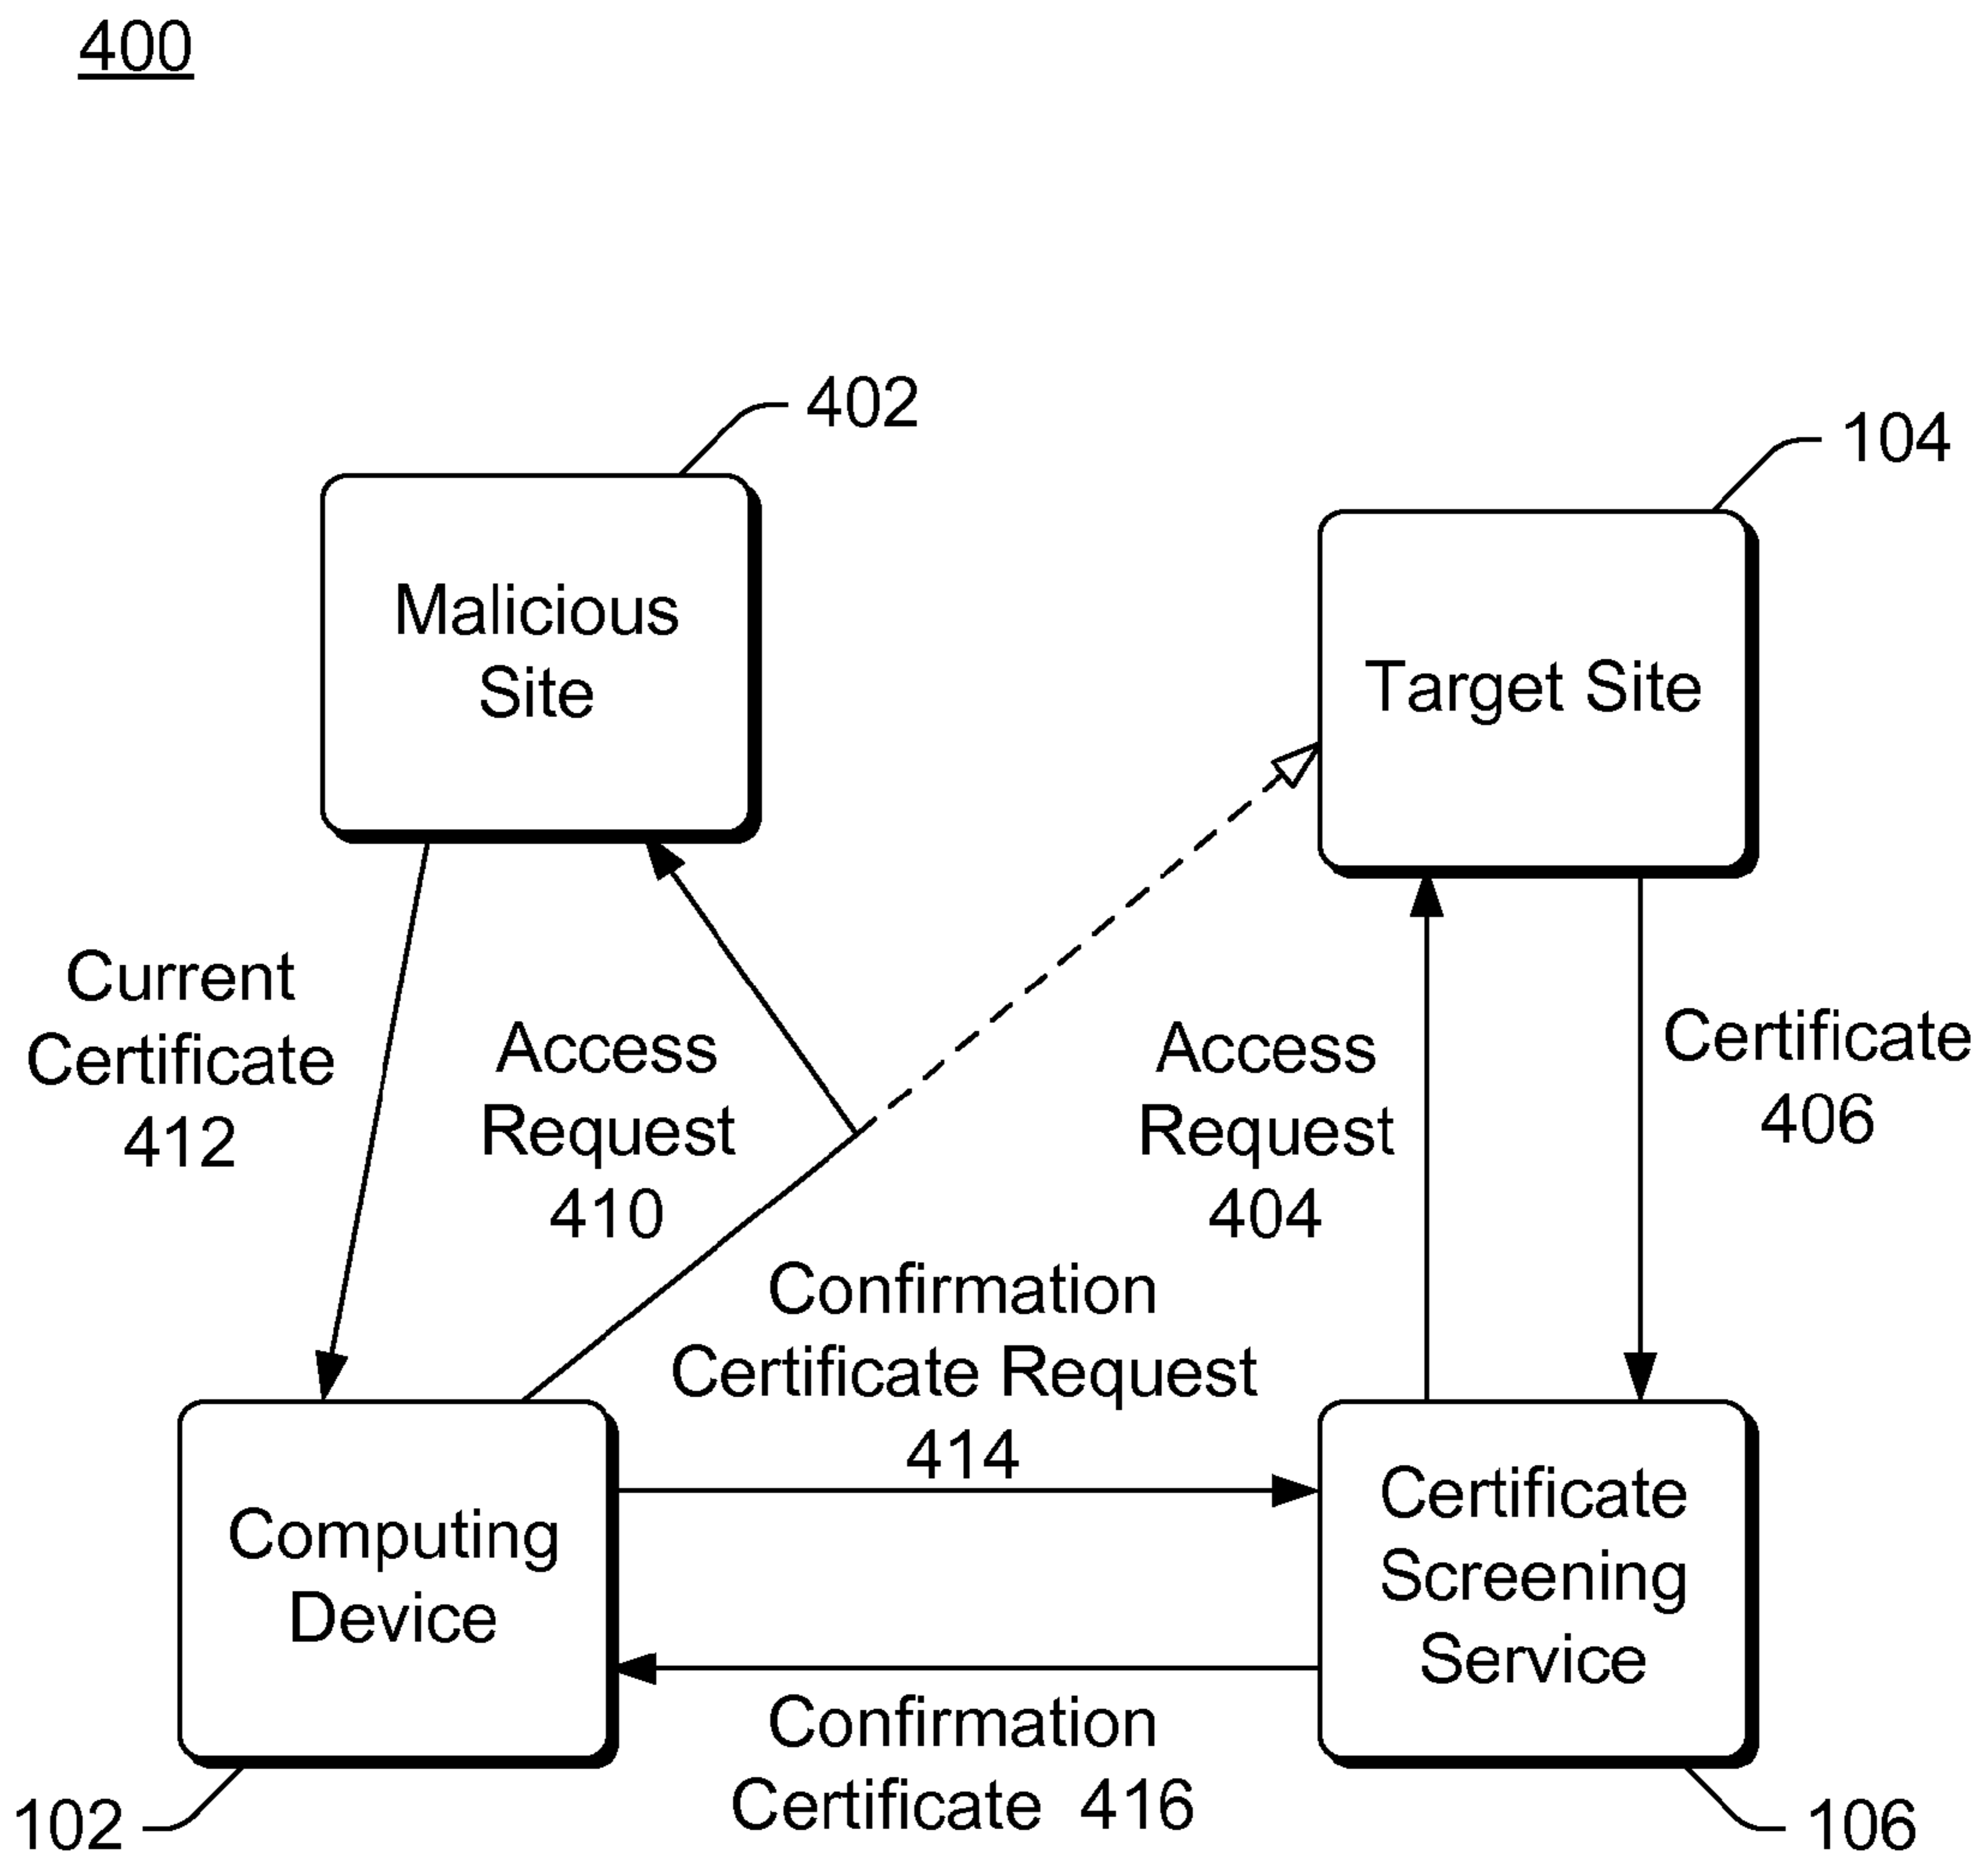 400
402
104
Malicious
Site
Target Site
Current
Certificate
412
Access
Request
410
Access
Request
404
Certificate
406
Confirmation
Certificate Request
414
Computing
Device
Certificate
Screening
Service
Confirmation
Certificate 416
102
106